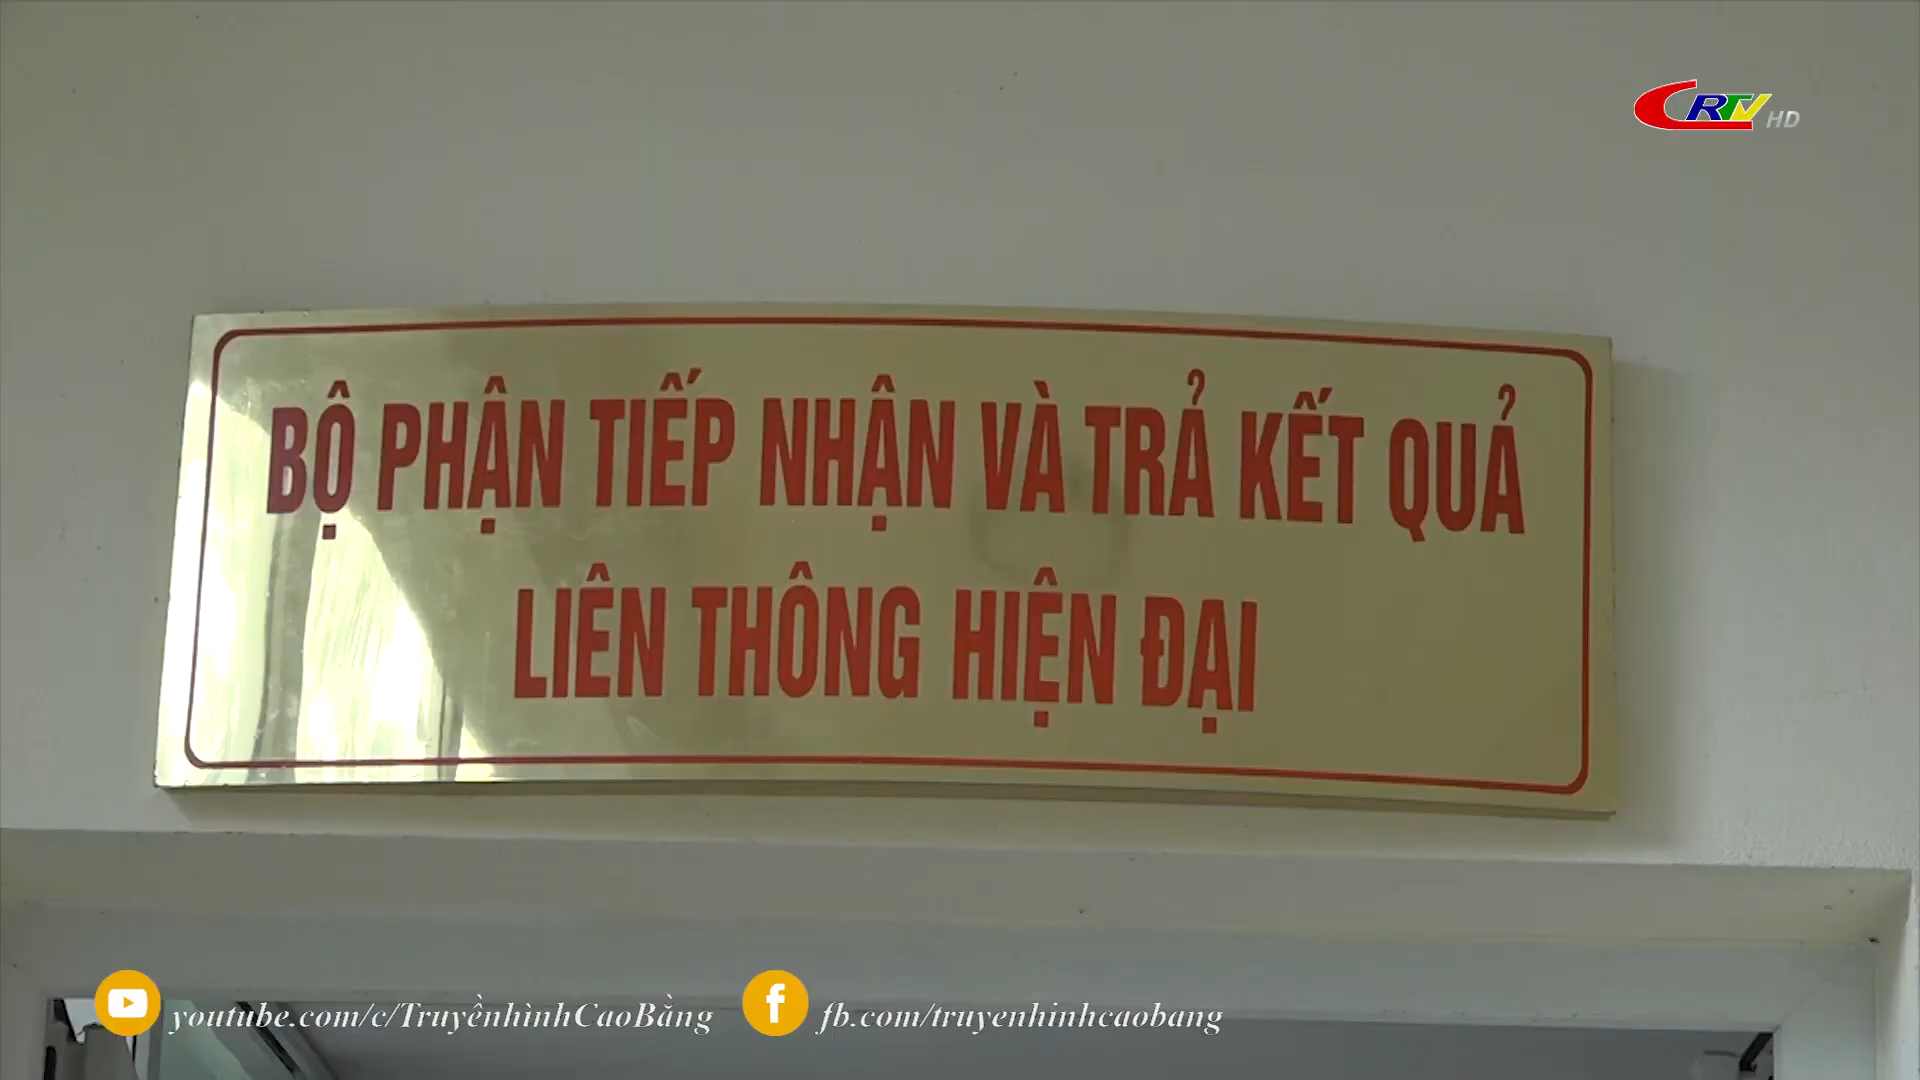 CRTV HD
BỘ PHẬN TIẾP NHẬN VÀ TRẢ KẾT QUẢ
LIÊN THÔNG HIỆN ĐẠI
youtube.com/c/TruyềnhìnhCaoBằng
fb.com/truyenhinhcaobang